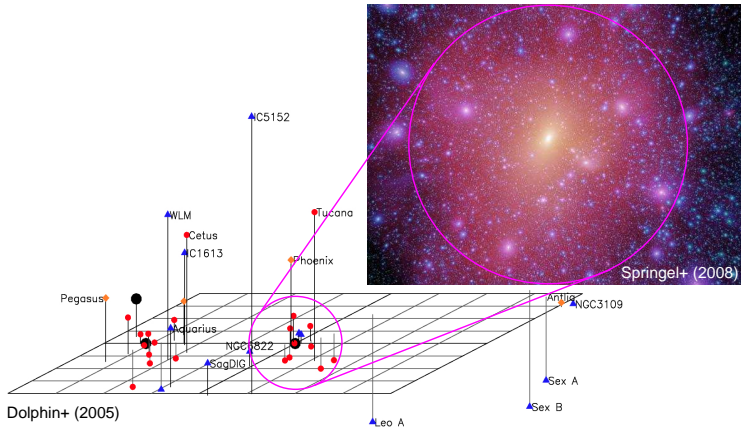 IC5152
Springel+ (2008)
WLM
Tucana
Cetus
IC1613
Phoenix
Pegasus
Antlia
NGC3109
Aquarius
NGC6822
SagDIG
Sex A
Sex B
Dolphin+ (2005)
Leo A